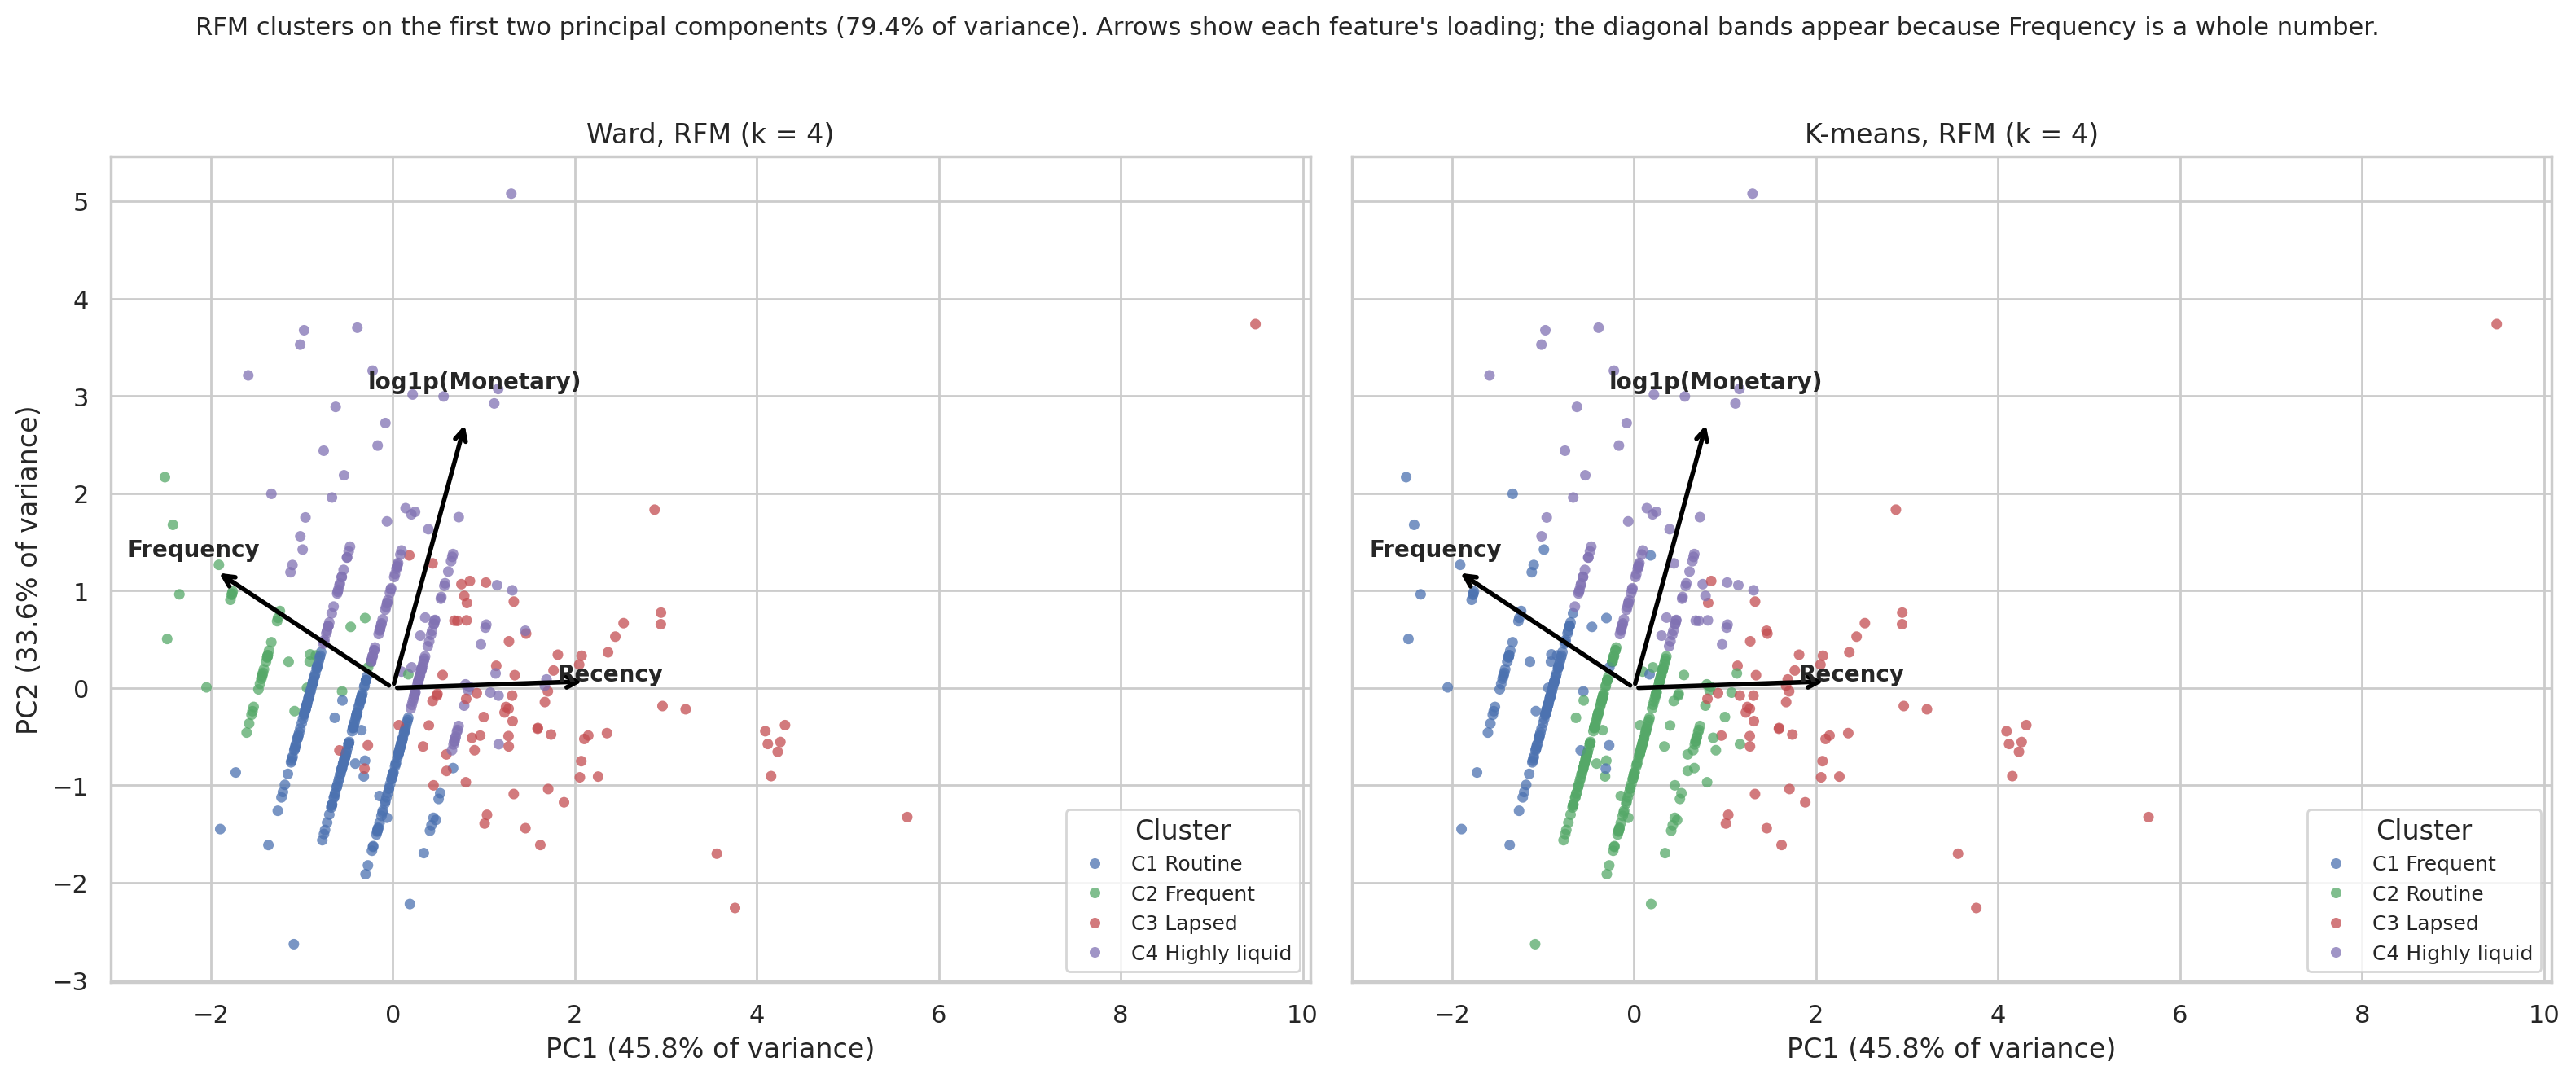 RFM clusters on the first two principal components (79.4% of variance). Arrows show each feature's loading; the diagonal bands appear because Frequency is a whole number.
Ward, RFM (k = 4)
PC2 (33.6% of variance)
5
4
3
2
1
0
−1
−2
−3
log1p(Monetary)
Frequency
Recency
Cluster
C1 Routine
C2 Frequent
C3 Lapsed
C4 Highly liquid
−2 0 2 4 6 8 10
PC1 (45.8% of variance)
K-means, RFM (k = 4)
log1p(Monetary)
Frequency
Recency
Cluster
C1 Frequent
C2 Routine
C3 Lapsed
C4 Highly liquid
−2 0 2 4 6 8 10
PC1 (45.8% of variance)